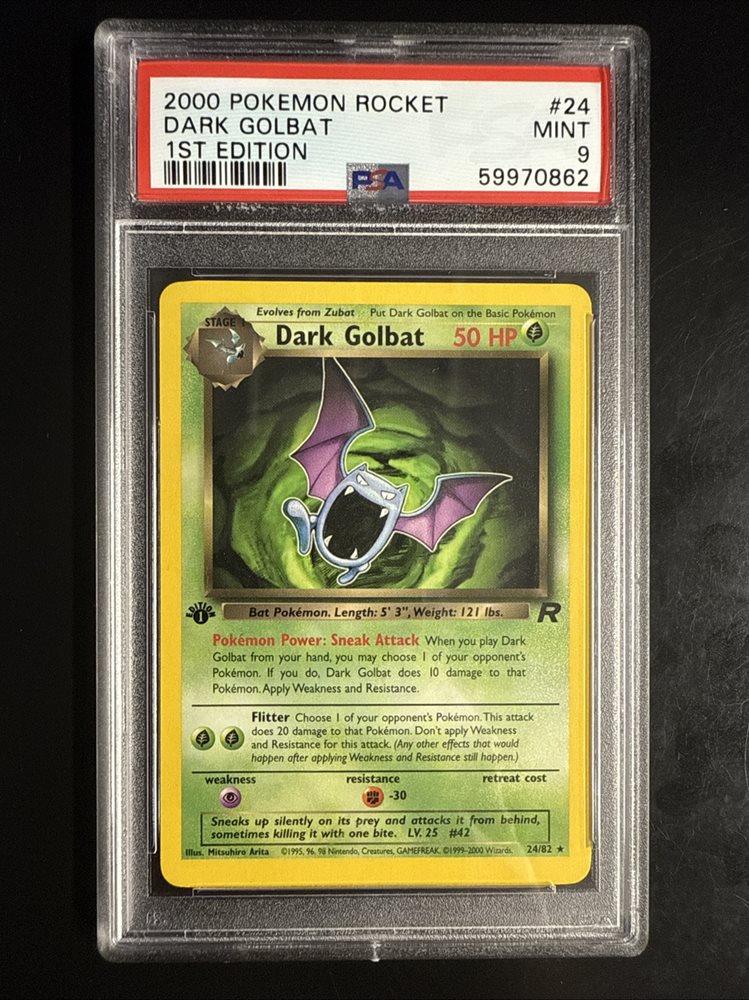 2000 POKEMON ROCKET #24
DARK GOLBAT MINT
1ST EDITION 9
PSA 59970862
Evolves from Zubat Put Dark Golbat on the Basic Pokémon
STAGE 1
Dark Golbat 50 HP
EDITION 1
Bat Pokémon. Length: 5' 3", Weight: 121 lbs.
R
Pokémon Power: Sneak Attack When you play Dark
Golbat from your hand, you may choose 1 of your opponent's
Pokémon. If you do, Dark Golbat does 10 damage to that
Pokémon. Apply Weakness and Resistance.
Flitter Choose 1 of your opponent's Pokémon. This attack
does 20 damage to that Pokémon. Don't apply Weakness
and Resistance for this attack. (Any other effects that would
happen after applying Weakness and Resistance still happen.)
weakness resistance retreat cost
-30
Sneaks up silently on its prey and attacks it from behind,
sometimes killing it with one bite. LV. 25 #42
Illus. Mitsuhiro Arita ©1995, 96, 98 Nintendo, Creatures, GAMEFREAK. ©1999-2000 Wizards. 24/82 ★